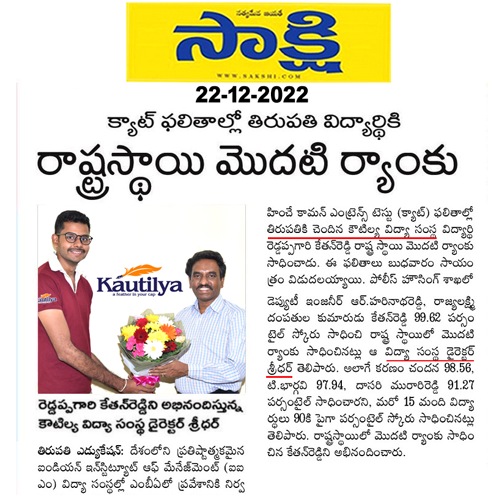 సత్యమేవ జయతే
సాక్షి
WWW.SAKSHI.COM
22-12-2022
క్యాట్ ఫలితాల్లో తిరుపతి విద్యార్థికి
రాష్ట్రస్థాయి మొదటి ర్యాంకు
Kautilya
a feather in your cap
రెడ్డప్పగారి కేతన్‌రెడ్డిని అభినందిస్తున్న
కౌటిల్య విద్యా సంస్థ డైరెక్టర్ శ్రీధర్
తిరుపతి ఎడ్యుకేషన్: దేశంలోని ప్రతిష్టాత్మకమైన
ఇండియన్ ఇన్‌స్టిట్యూట్ ఆఫ్ మేనేజ్‌మెంట్ (ఐఐ
ఎం) విద్యా సంస్థల్లో ఎంబీఏలో ప్రవేశానికి నిర్వ
హించే కామన్ ఎంట్రెన్స్ టెస్టు (క్యాట్) ఫలితాల్లో
తిరుపతికి చెందిన కౌటిల్య విద్యా సంస్థ విద్యార్థి
రెడ్డప్పగారి కేతన్‌రెడ్డి రాష్ట్ర స్థాయి మొదటి ర్యాంకు
సాధించాడు. ఈ ఫలితాలు బుధవారం సాయం
త్రం విడుదలయ్యాయి. పోలీస్ హౌసింగ్ శాఖలో
డెప్యుటీ ఇంజనీర్ ఆర్.హరినాథరెడ్డి, రాజ్యలక్ష్మి
దంపతుల కుమారుడు కేతన్‌రెడ్డి 99.62 పర్సం
టైల్ స్కోరు సాధించి రాష్ట్ర స్థాయిలో మొదటి
ర్యాంకు సాధించినట్లు ఆ విద్యా సంస్థ డైరెక్టర్
శ్రీధర్ తెలిపారు. అలాగే కరణం చందన 98.56,
టి.భార్గవి 97.94, దాసరి మురారిరెడ్డి 91.27
పర్సంటైల్ సాధించారని, మరో 15 మంది విద్యా
ర్థులు 90కి పైగా పర్సంటైల్ స్కోరు సాధించినట్లు
తెలిపారు. రాష్ట్రస్థాయిలో మొదటి ర్యాంకు సాధిం
చిన కేతన్‌రెడ్డిని అభినందించారు.